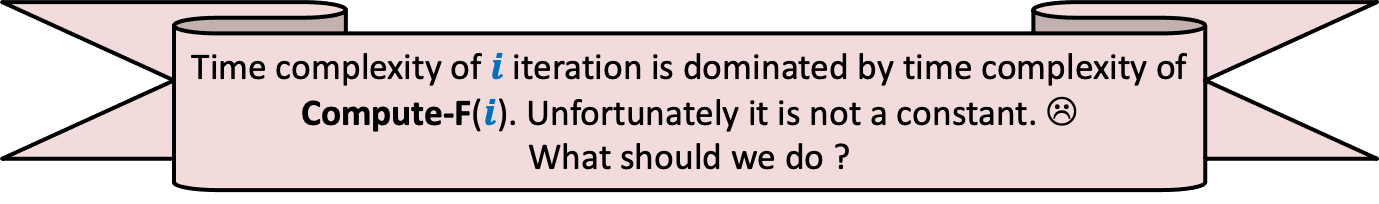 Time complexity of i iteration is dominated by time complexity of
Compute-F(i). Unfortunately it is not a constant. ☹
What should we do ?